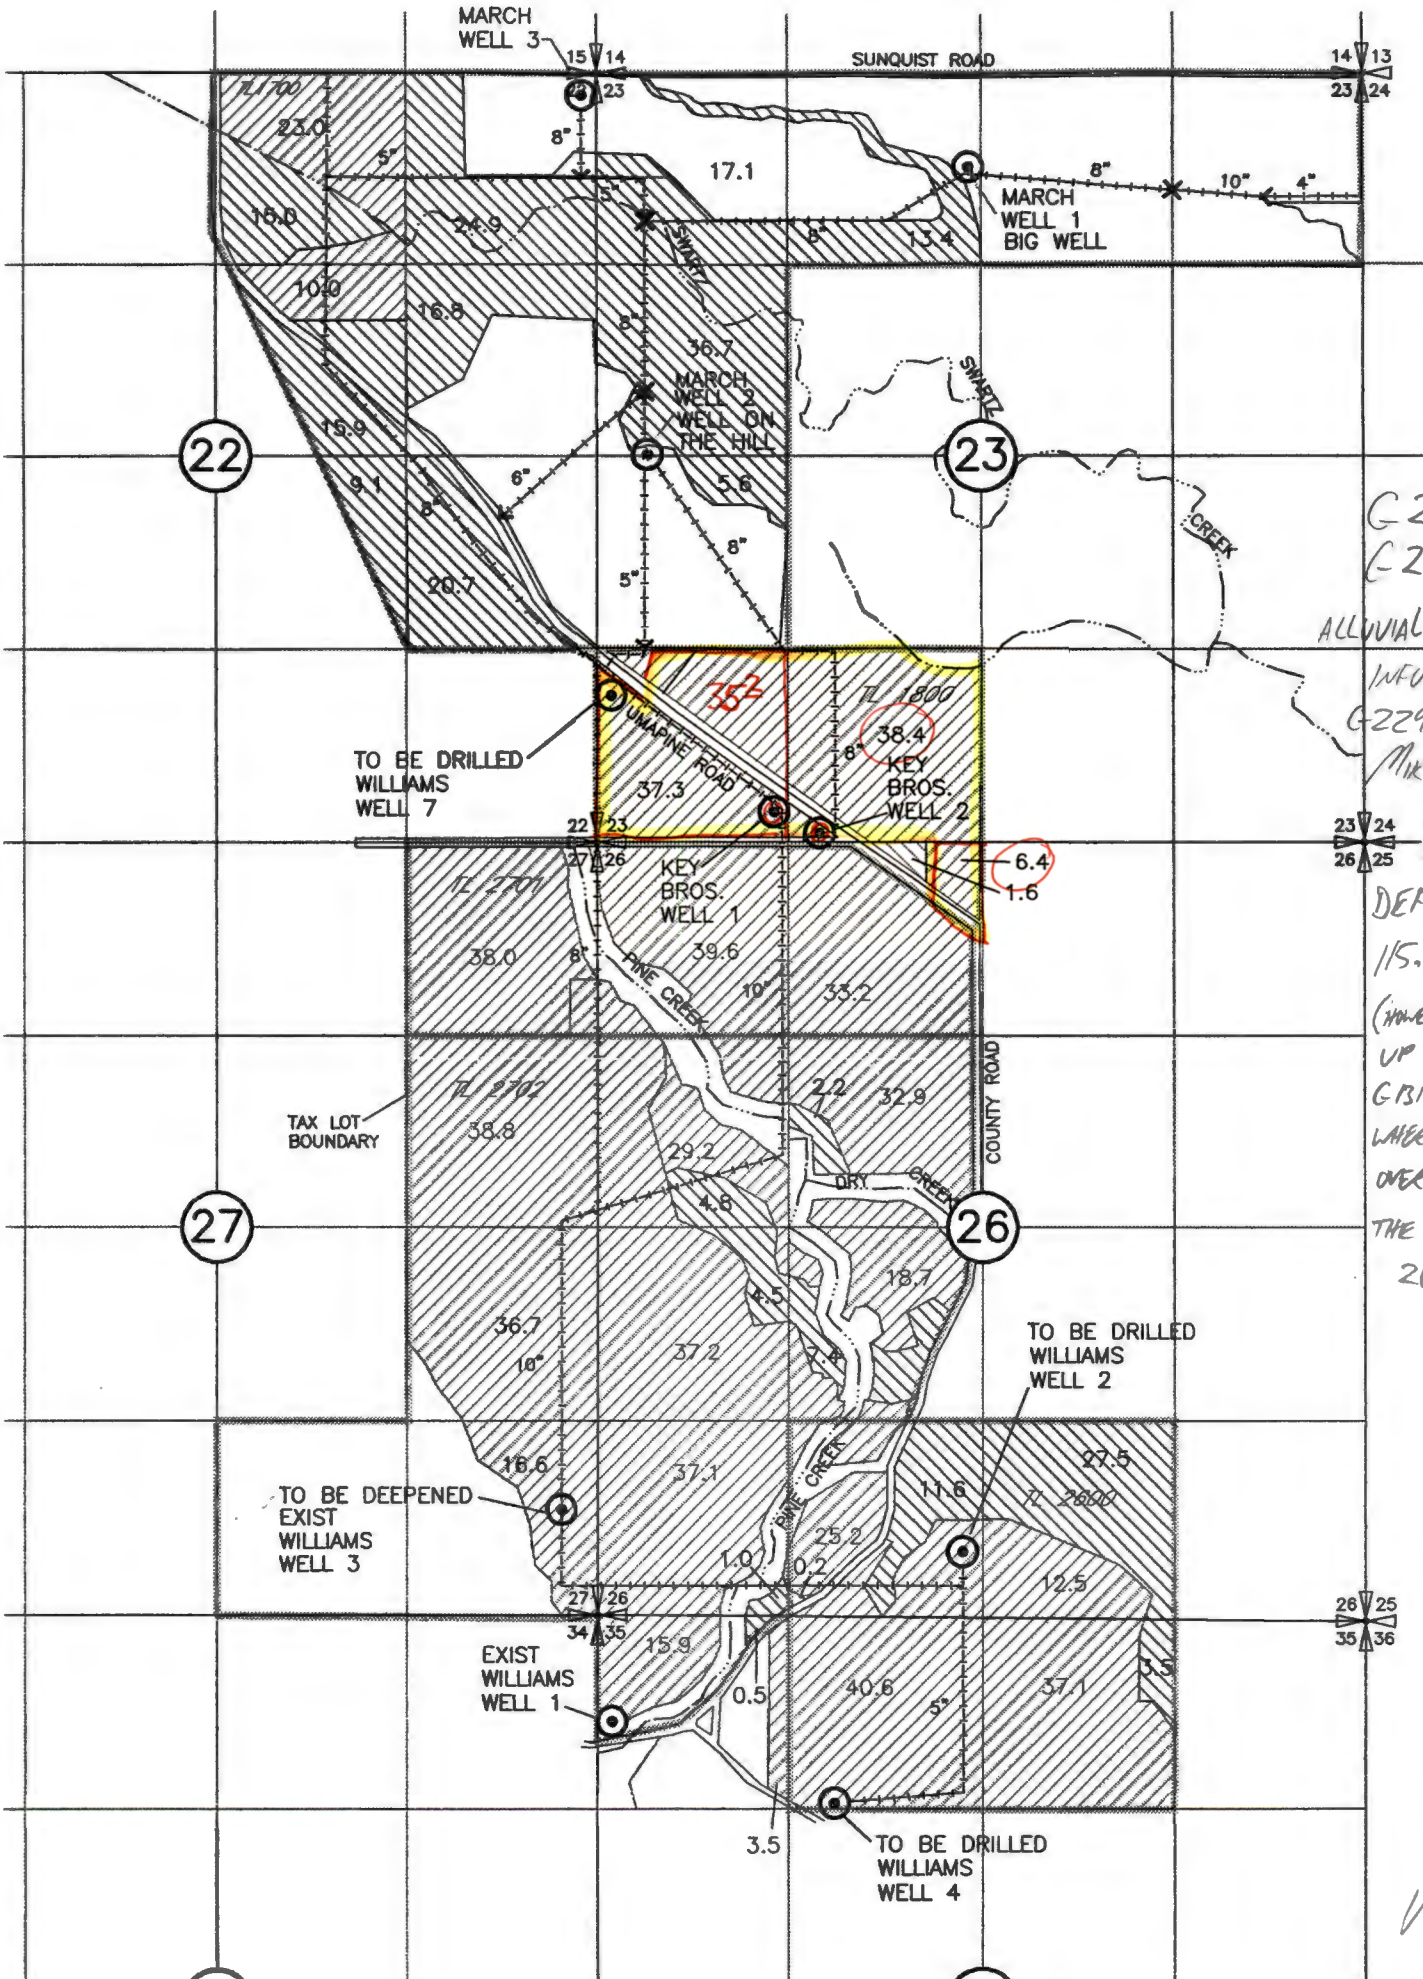 MARCH
WELL 3
15 14
22 23
SUNQUIST ROAD
14 13
23 24
TL 1700
23.0
5"
8"
5"
17.1
8"
10"
4"
MARCH
WELL 1
BIG WELL
15.0
24.9
SWARTZ
8"
13.4
10.0
16.8
8"
36.7
MARCH
WELL 2
WELL ON
THE HILL
SWARTZ
15.9
22
23
6"
9.1
8"
5.6
CREEK
8"
5"
20.7
ALLUVIAL
35.2
TL 1800
38.4
8"
KEY
BROS.
WELL 2
UMAPINE ROAD
TO BE DRILLED
WILLIAMS
WELL 7
37.3
22 23
27 26
23 24
26 25
6.4
1.6
KEY
BROS.
WELL 1
TL 2701
38.0
8"
39.6
PINE CREEK
10"
33.2
115.
TL 2702
38.8
TAX LOT
BOUNDARY
2.2
32.9
COUNTY ROAD
UP
29.2
DRY CREEK
4.8
27
26
THE
18.7
4.5
36.7
10"
37.2
7.4
TO BE DRILLED
WILLIAMS
WELL 2
16.6
37.1
PINE CREEK
27.5
11.6
TL 2600
TO BE DEEPENED
EXIST
WILLIAMS
WELL 3
25.2
1.0
0.2
12.5
27 26
34 35
26 25
35 36
EXIST
WILLIAMS
WELL 1
15.9
0.5
40.6
5"
37.1
3.5
3.5
TO BE DRILLED
WILLIAMS
WELL 4